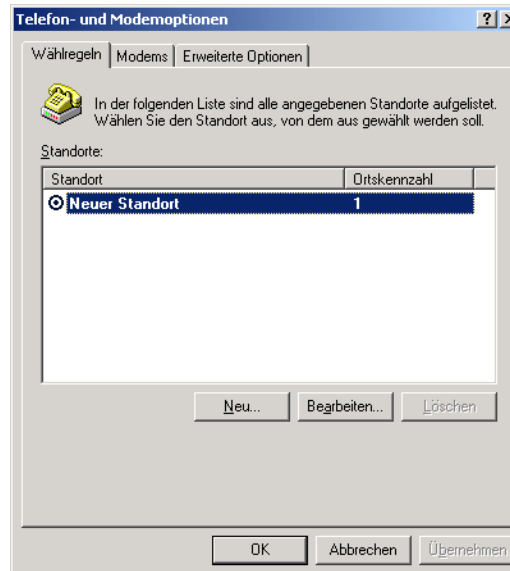 Telefon- und Modemoptionen ? X
Wählregeln Modems Erweiterte Optionen
In der folgenden Liste sind alle angegebenen Standorte aufgelistet.
Wählen Sie den Standort aus, von dem aus gewählt werden soll.
Standorte:
Standort Ortskennzahl
Neuer Standort 1
Neu... Bearbeiten... Löschen
OK Abbrechen Übernehmen